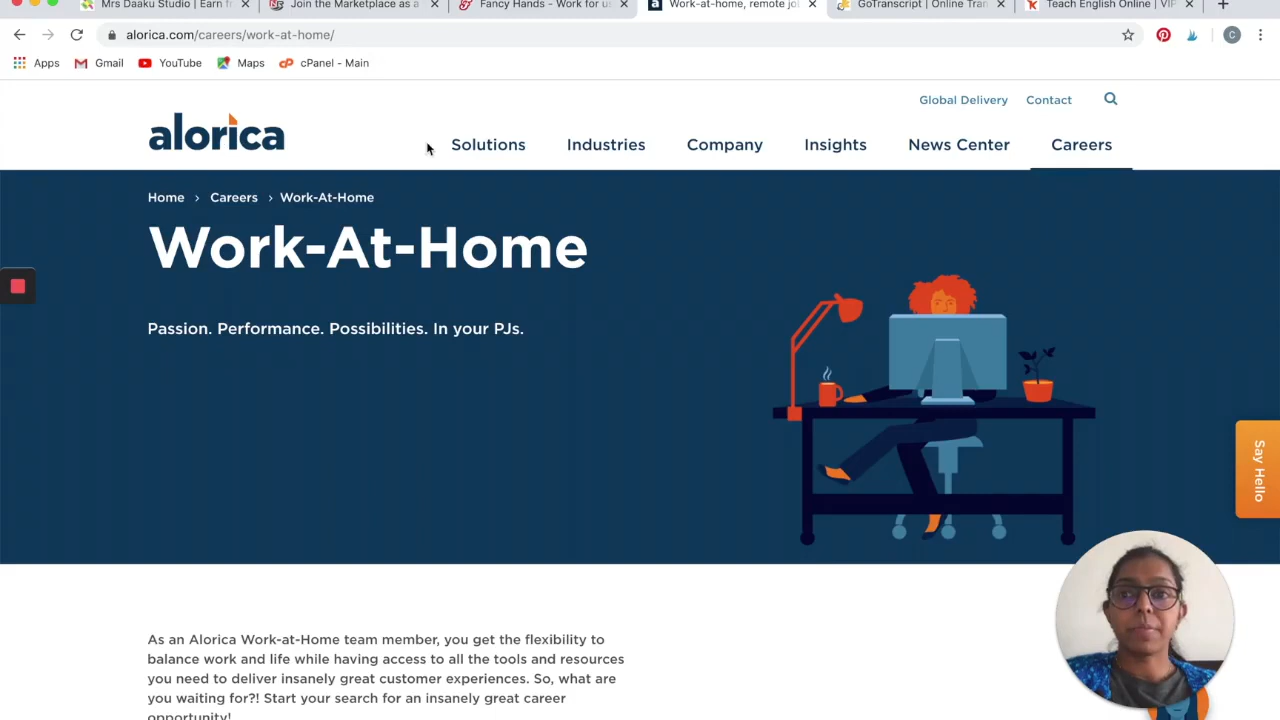 Mrs Daaku Studio | Earn fr
Join the Marketplace as a
Fancy Hands - Work for us
Work-at-home, remote jo
GoTranscript | Online Tran
Teach English Online | VIP
alorica.com/careers/work-at-home/
C
Apps
Gmail
YouTube
Maps
cPanel - Main
Global Delivery
Contact
alorica
Solutions
Industries
Company
Insights
News Center
Careers
Home › Careers › Work-At-Home
Work-At-Home
Passion. Performance. Possibilities. In your PJs.
Say Hello
As an Alorica Work-at-Home team member, you get the flexibility to
balance work and life while having access to all the tools and resources
you need to deliver insanely great customer experiences. So, what are
you waiting for?! Start your search for an insanely great career
opportunity!